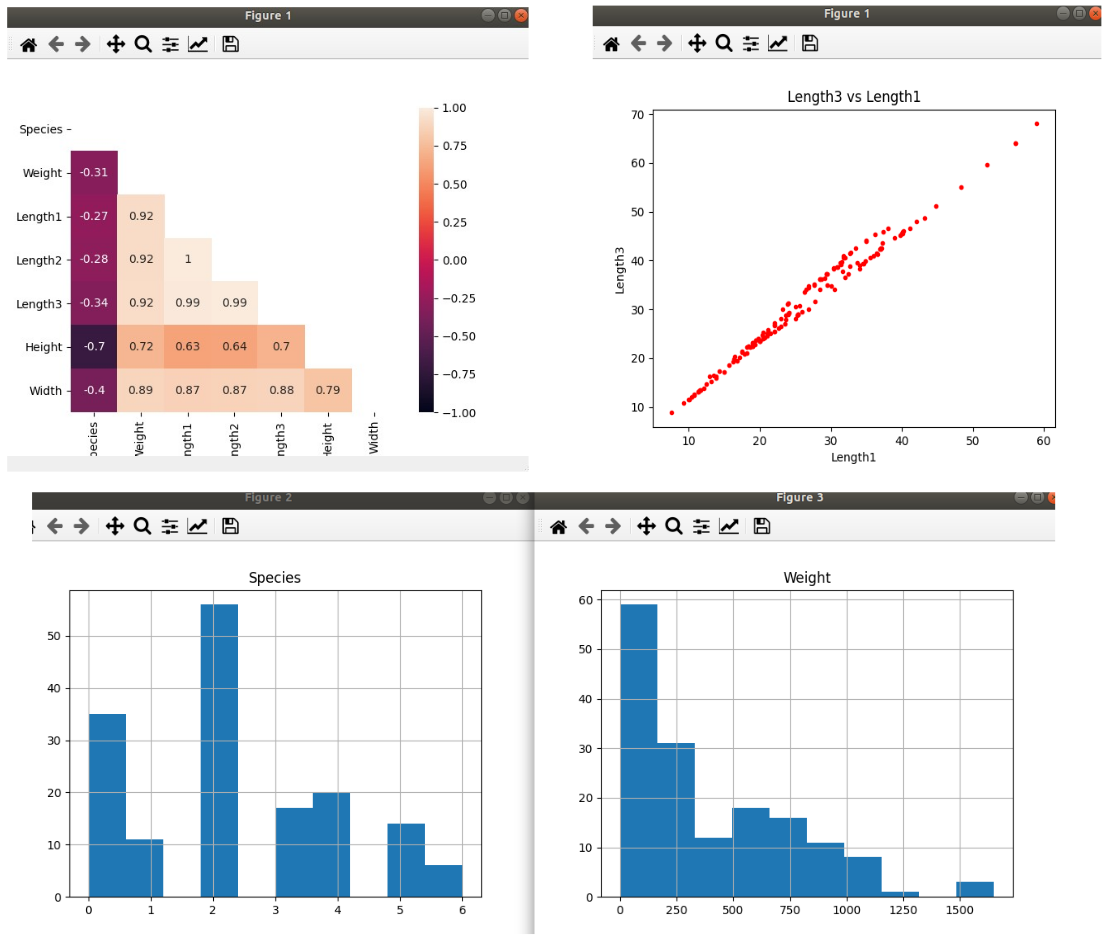 Figure 1
Species
Weight
Length1
Length2
Length3
Height
Width
-0.31
-0.27 0.92
-0.28 0.92 1
-0.34 0.92 0.99 0.99
-0.7 0.72 0.63 0.64 0.7
-0.4 0.89 0.87 0.87 0.88 0.79
Width
1.00
0.75
0.50
0.25
0.00
−0.25
−0.50
−0.75
−1.00
Figure 1
Length3 vs Length1
70
60
50
40
30
20
10
Length3
10 20 30 40 50 60
Length1
Figure 2
Species
50
40
30
20
10
0
0 1 2 3 4 5 6
Figure 3
Weight
60
50
40
30
20
10
0
0 250 500 750 1000 1250 1500